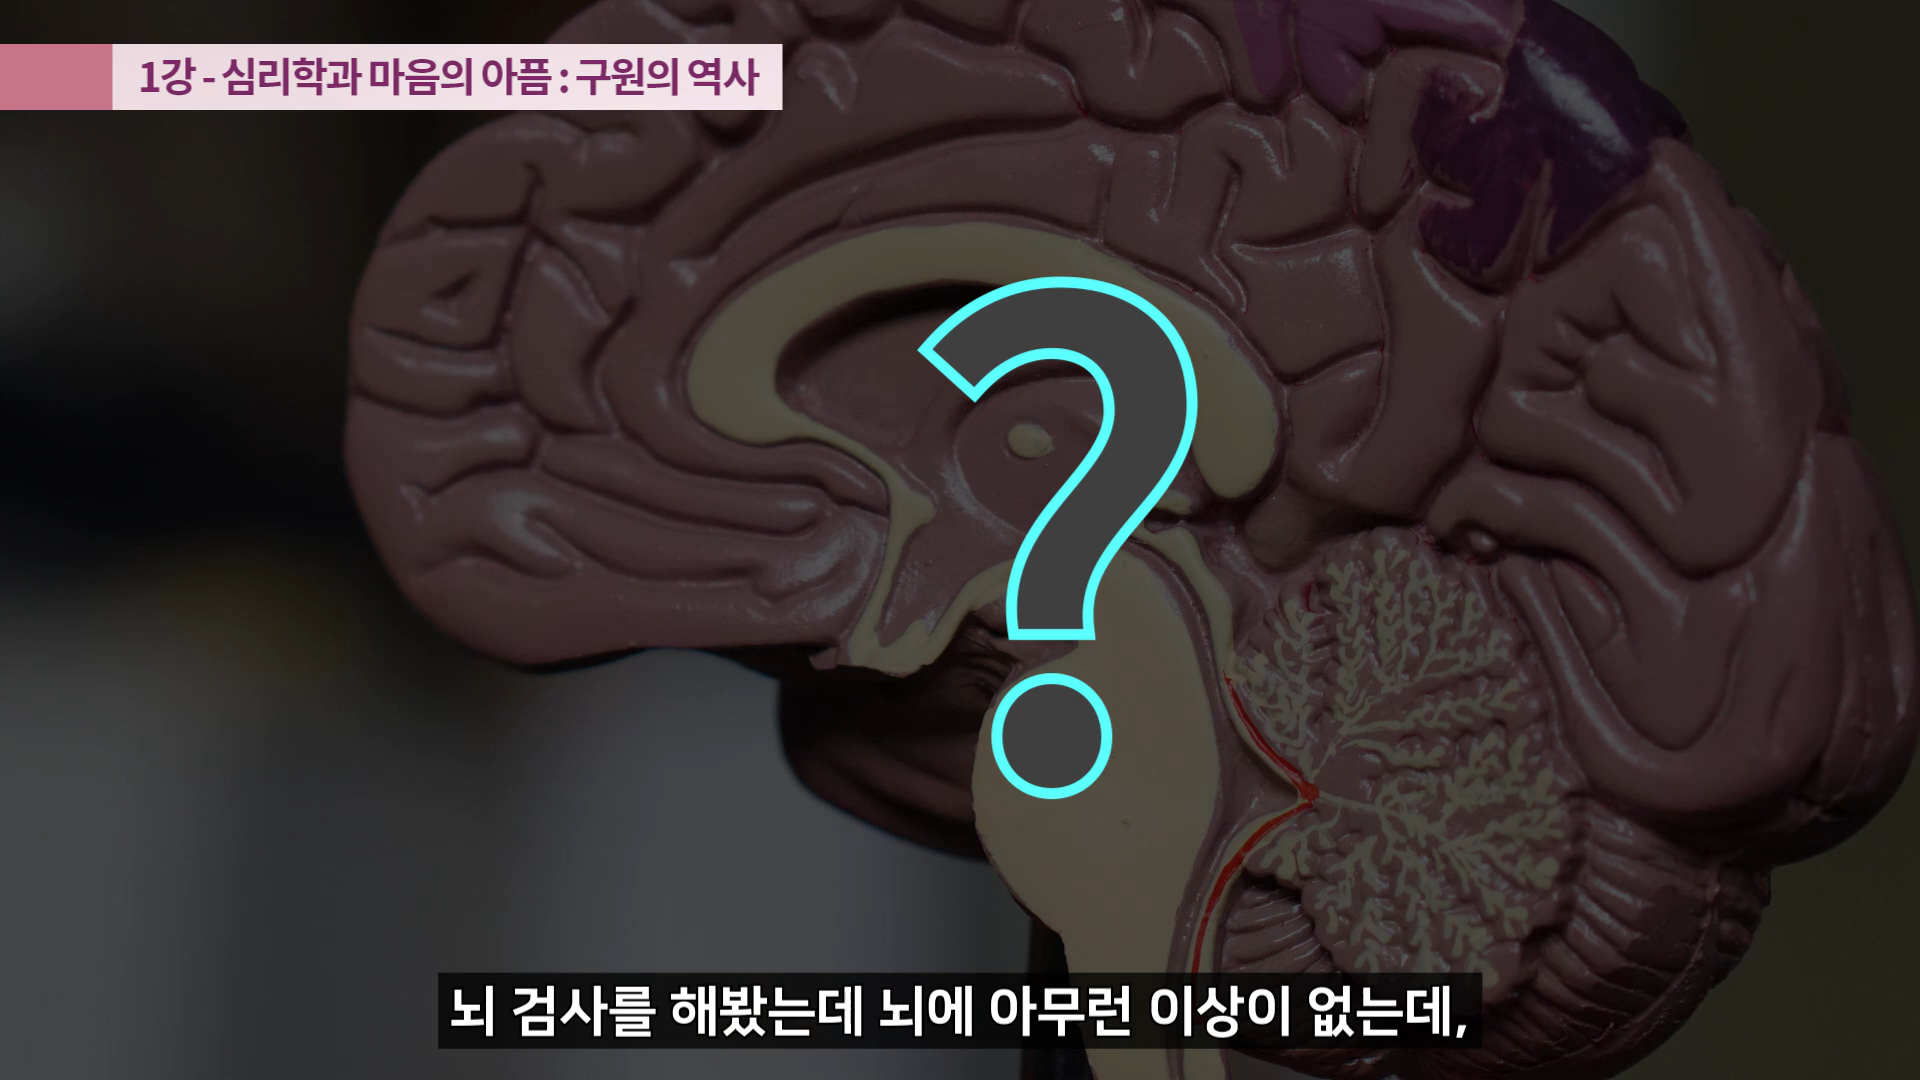 1강 - 심리학과 마음의 아픔 : 구원의 역사
?
뇌 검사를 해봤는데 뇌에 아무런 이상이 없는데,